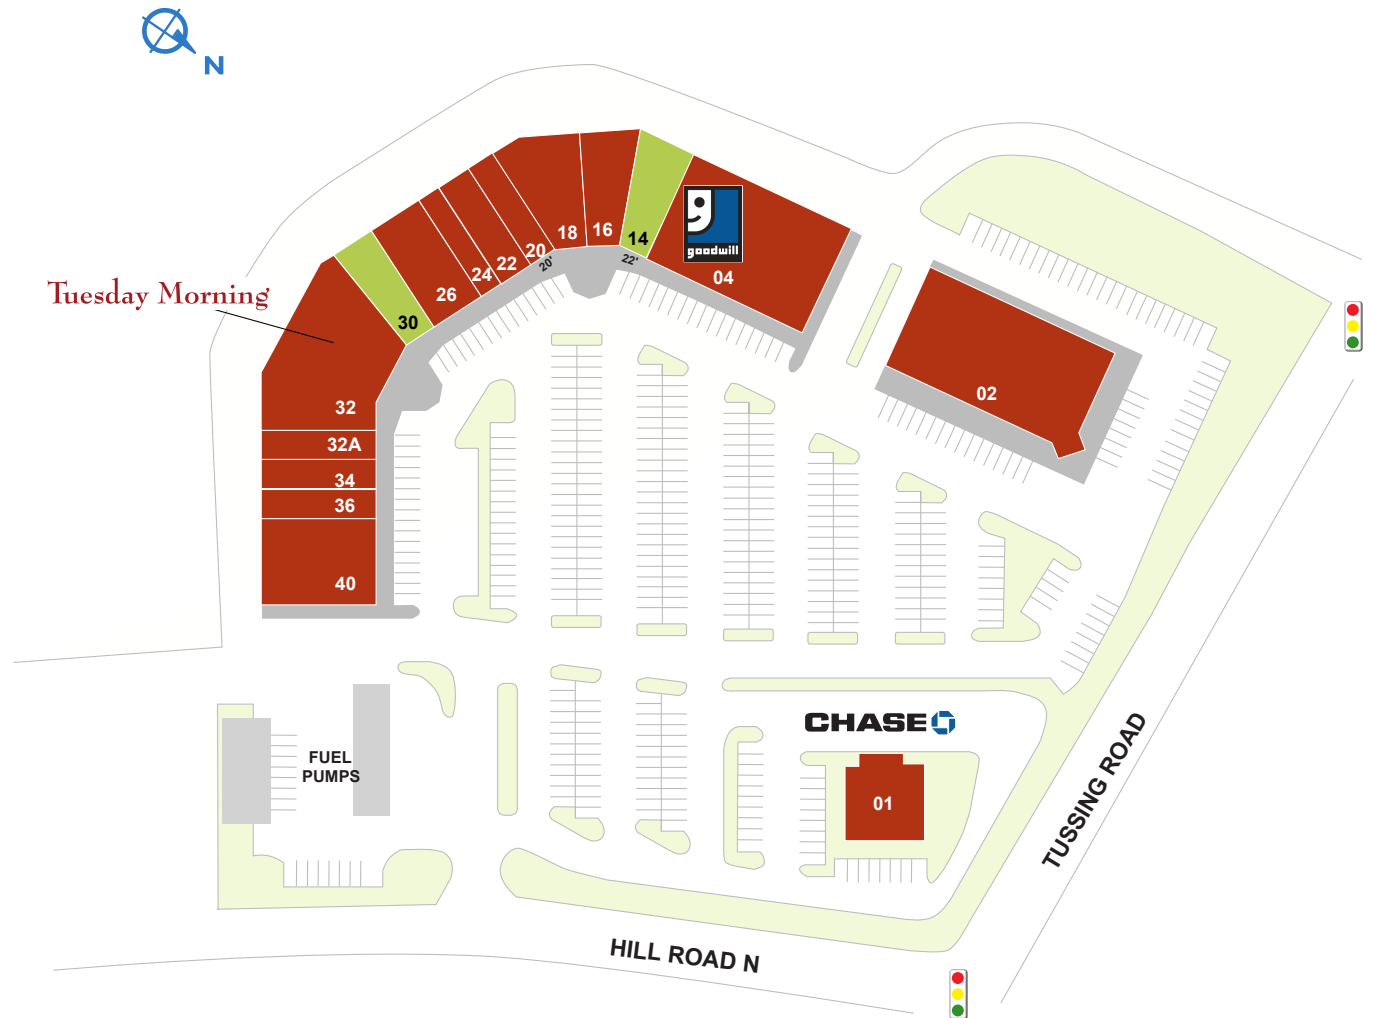 N
Tuesday Morning
goodwill
04
14
16
18
20
22
24
26
30
20'
22'
32
32A
34
36
40
02
FUEL
PUMPS
CHASE
01
TUSSING ROAD
HILL ROAD N